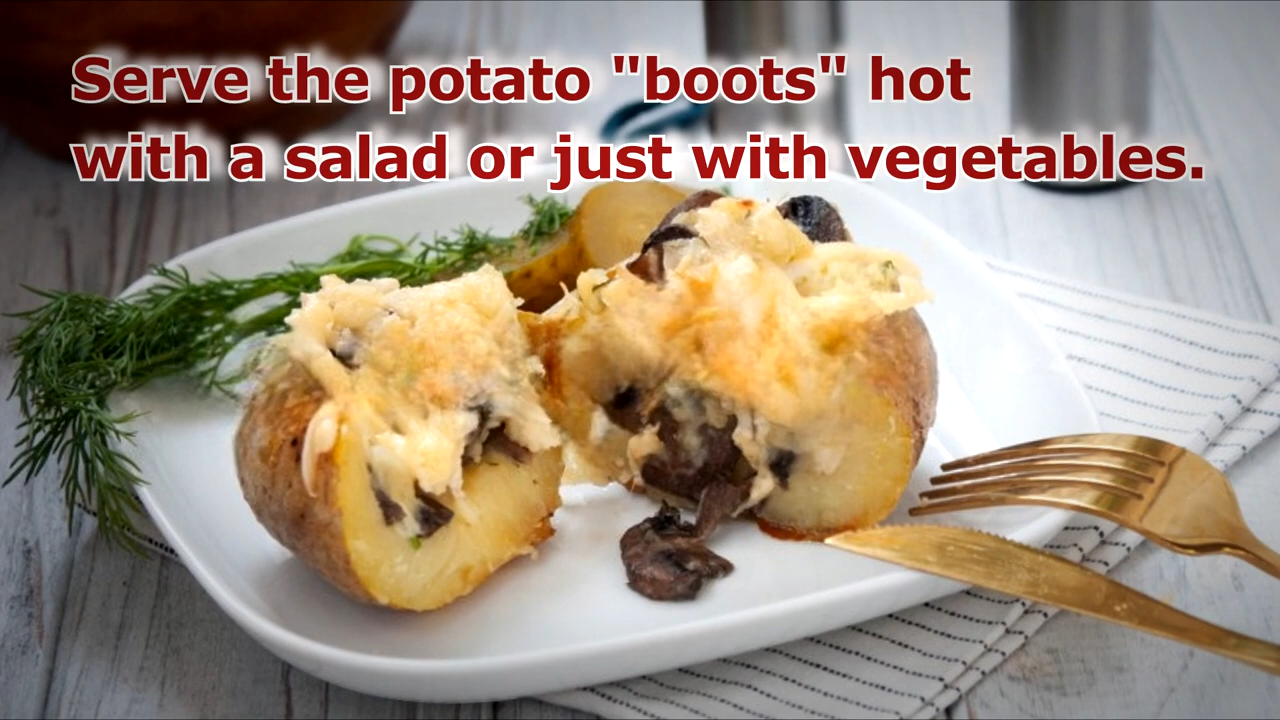 Serve the potato "boots" hot
with a salad or just with vegetables.